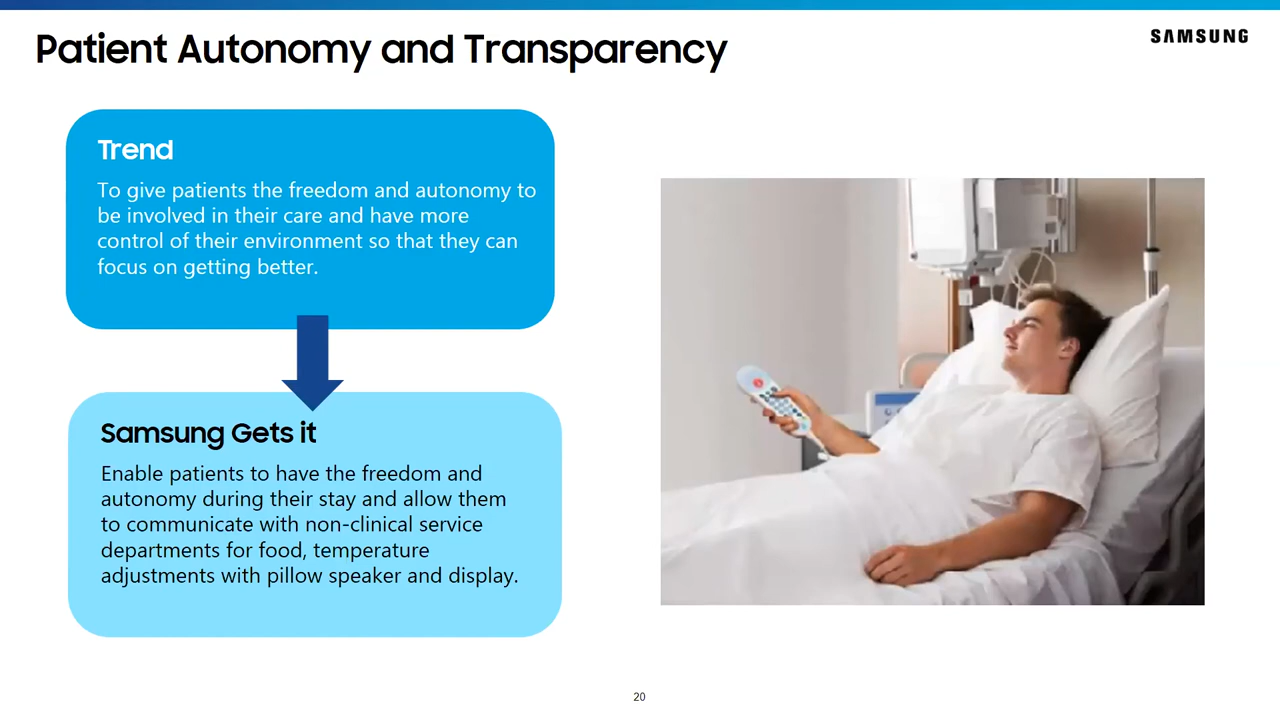 Patient Autonomy and Transparency
SAMSUNG
Trend
To give patients the freedom and autonomy to
be involved in their care and have more
control of their environment so that they can
focus on getting better.
Samsung Gets it
Enable patients to have the freedom and
autonomy during their stay and allow them
to communicate with non-clinical service
departments for food, temperature
adjustments with pillow speaker and display.
20